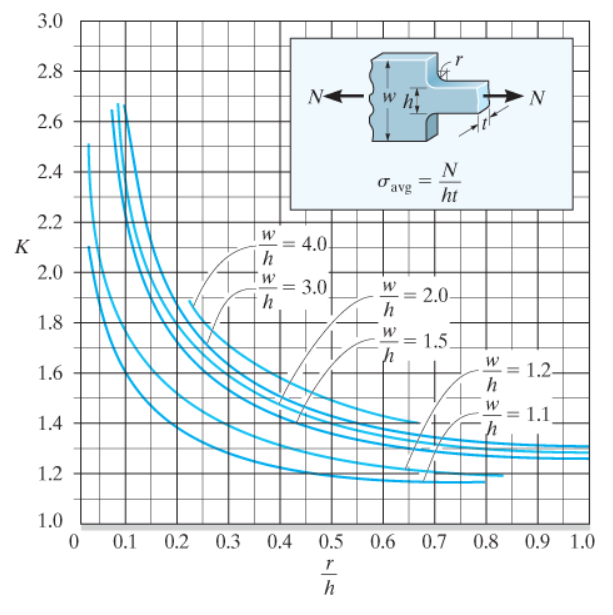 3.0
2.8
2.6
2.4
2.2
2.0
1.8
1.6
1.4
1.2
1.0
K
0 0.1 0.2 0.3 0.4 0.5 0.6 0.7 0.8 0.9 1.0
r/h
N w h r t N
σavg = N/ht
w/h = 4.0
w/h = 3.0
w/h = 2.0
w/h = 1.5
w/h = 1.2
w/h = 1.1